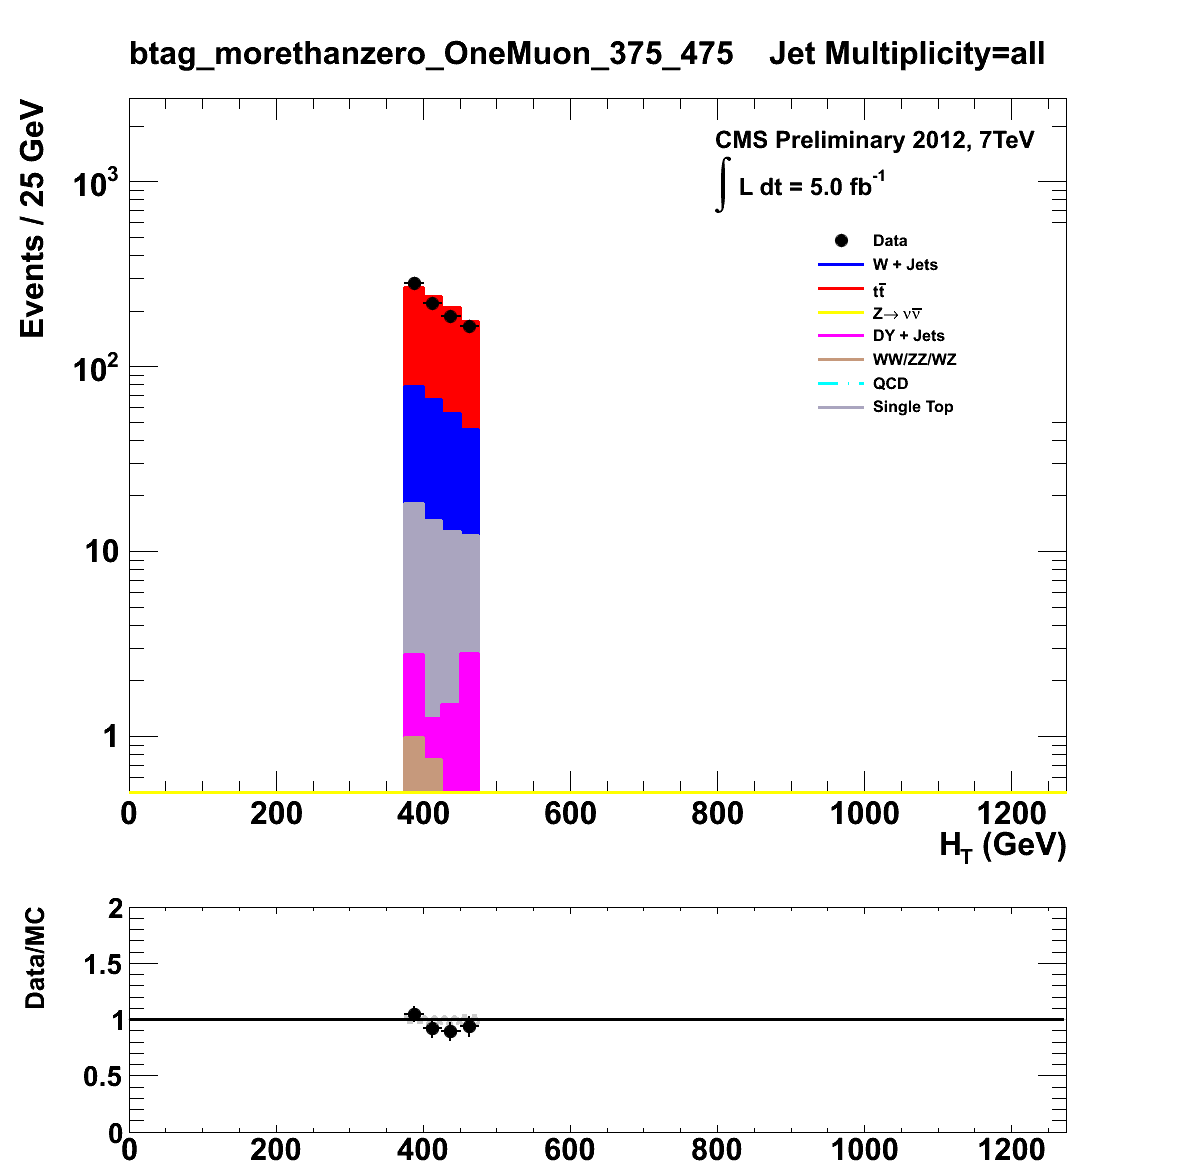 btag_morethanzero_OneMuon_375_475 Jet Multiplicity=all
Events / 25 GeV
CMS Preliminary 2012, 7TeV
∫ L dt = 5.0 fb⁻¹
Data
W + Jets
tt̅
Z→ νν̅
DY + Jets
WW/ZZ/WZ
QCD
Single Top
10³
10²
10
1
0 200 400 600 800 1000 1200
H_T (GeV)
Data/MC
2
1.5
1
0.5
0
0 200 400 600 800 1000 1200